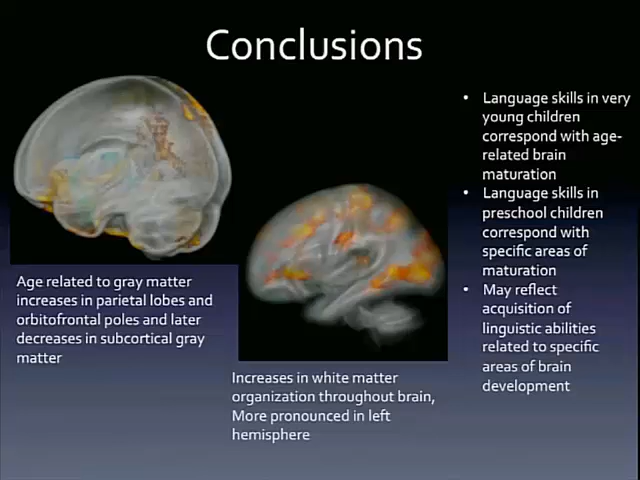 Conclusions
Age related to gray matter
increases in parietal lobes and
orbitofrontal poles and later
decreases in subcortical gray
matter
Increases in white matter
organization throughout brain,
More pronounced in left
hemisphere
• Language skills in very
young children
correspond with age-
related brain
maturation
• Language skills in
preschool children
correspond with
specific areas of
maturation
• May reflect
acquisition of
linguistic abilities
related to specific
areas of brain
development